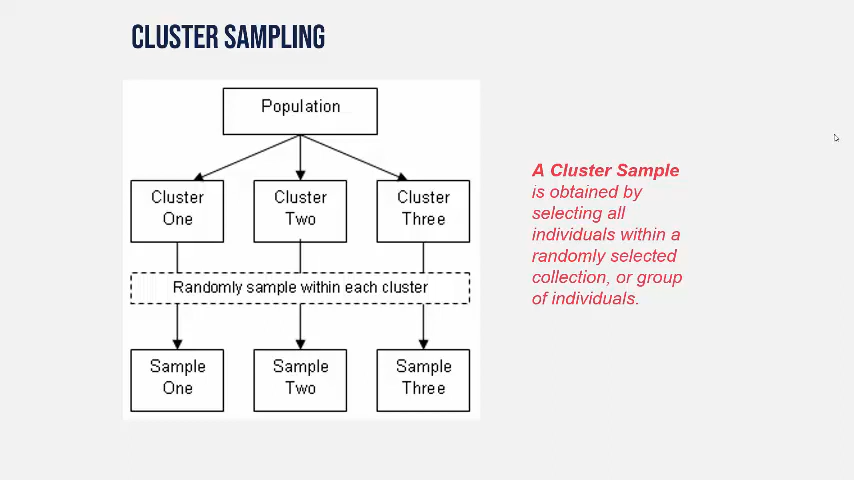 CLUSTER SAMPLING
Population
Cluster One
Cluster Two
Cluster Three
Randomly sample within each cluster
Sample One
Sample Two
Sample Three
A Cluster Sample
is obtained by
selecting all
individuals within a
randomly selected
collection, or group
of individuals.